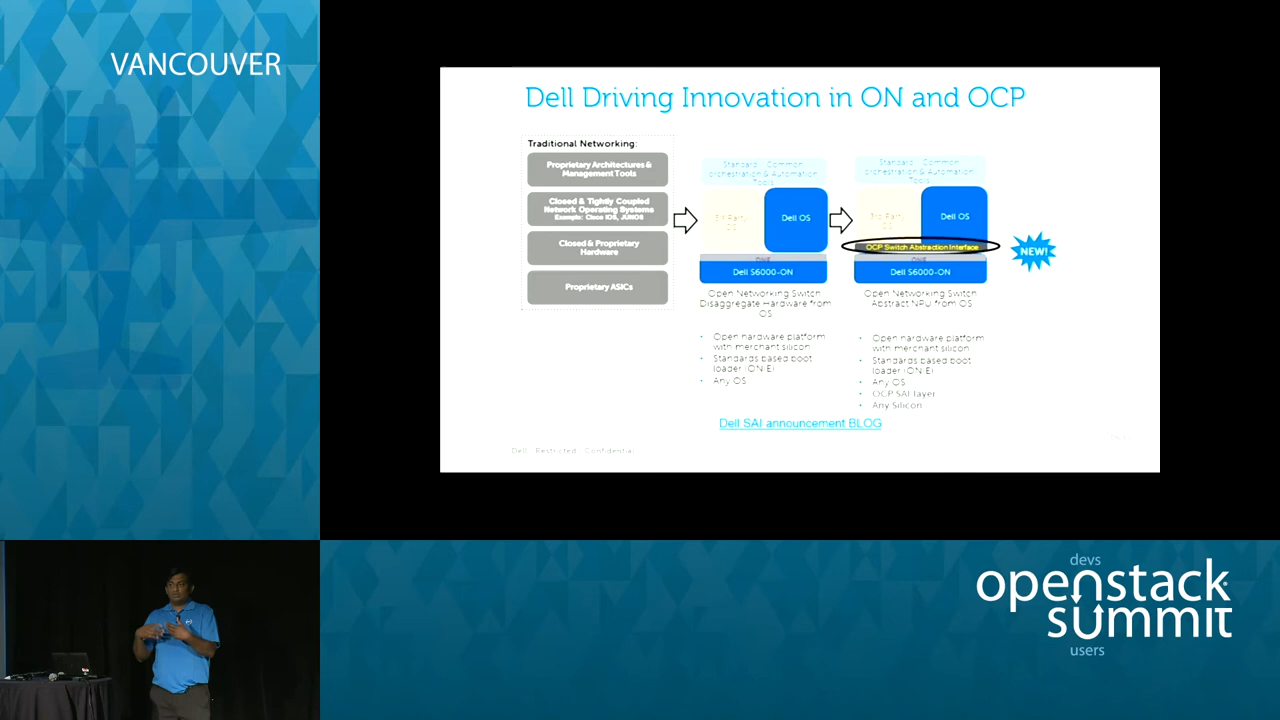 VANCOUVER
Dell Driving Innovation in ON and OCP
Traditional Networking:
Proprietary Architectures &
Management Tools
Closed & Tightly Coupled
Network Operating Systems
Example: Cisco IOS, JUNOS
Closed & Proprietary
Hardware
Proprietary ASICs
Standard - Common
orchestration & Automation
Tools
3rd Party
OS
Dell OS
ONIE
Dell S6000-ON
Open Networking Switch
Disaggregate Hardware from
OS
• Open hardware platform
with merchant silicon
• Standards based boot
loader (ONIE)
• Any OS
Standard - Common
orchestration & Automation
Tools
3rd Party
OS
Dell OS
OCP Switch Abstraction Interface
ONIE
Dell S6000-ON
NEW!
Open Networking Switch
Abstract NPU from OS
• Open hardware platform
with merchant silicon
• Standards based boot
loader (ONIE)
• Any OS
• OCP SAI layer
• Any Silicon
Dell SAI announcement BLOG
Dell - Restricted - Confidential
devs
openstack
summit
users